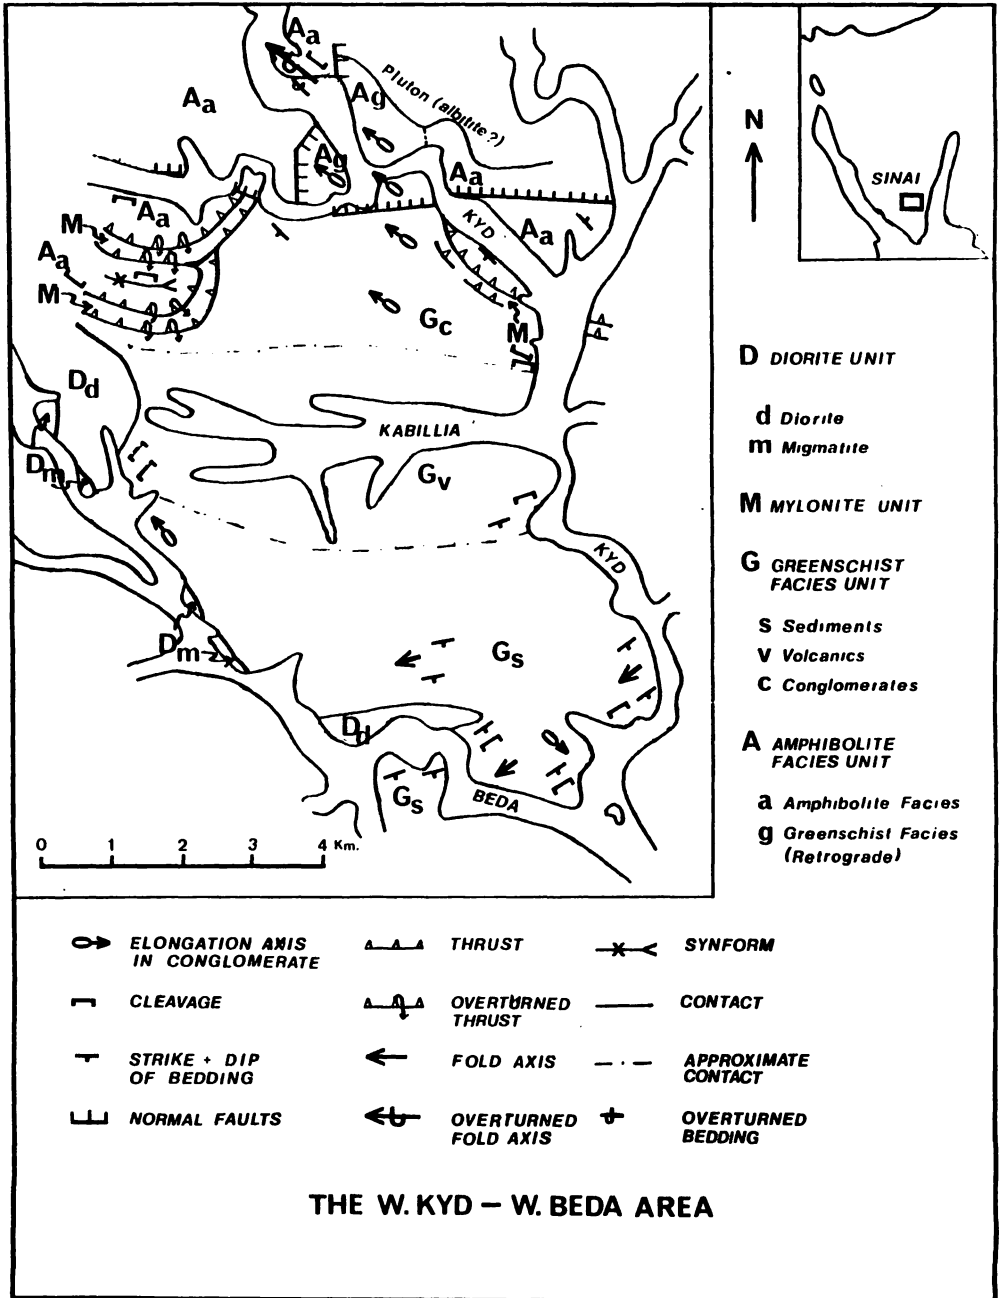 Aa
Aa
Ag
Pluton (albitite?)
Ag
Aa
Aa
M
KYD
Aa
Aa
M
Gc
M
Dd
KABILLIA
Dm
Gv
KYD
Dm
Gs
Dd
Gs
BEDA
0 1 2 3 4 Km.
N
SINAI
D DIORITE UNIT
d Diorite
m Migmatite
M MYLONITE UNIT
G GREENSCHIST
FACIES UNIT
s Sediments
v Volcanics
c Conglomerates
A AMPHIBOLITE
FACIES UNIT
a Amphibolite Facies
g Greenschist Facies
(Retrograde)
ELONGATION AXIS
IN CONGLOMERATE
THRUST
SYNFORM
CLEAVAGE
OVERTURNED
THRUST
CONTACT
STRIKE + DIP
OF BEDDING
FOLD AXIS
APPROXIMATE
CONTACT
NORMAL FAULTS
OVERTURNED
FOLD AXIS
OVERTURNED
BEDDING
THE W. KYD — W. BEDA AREA